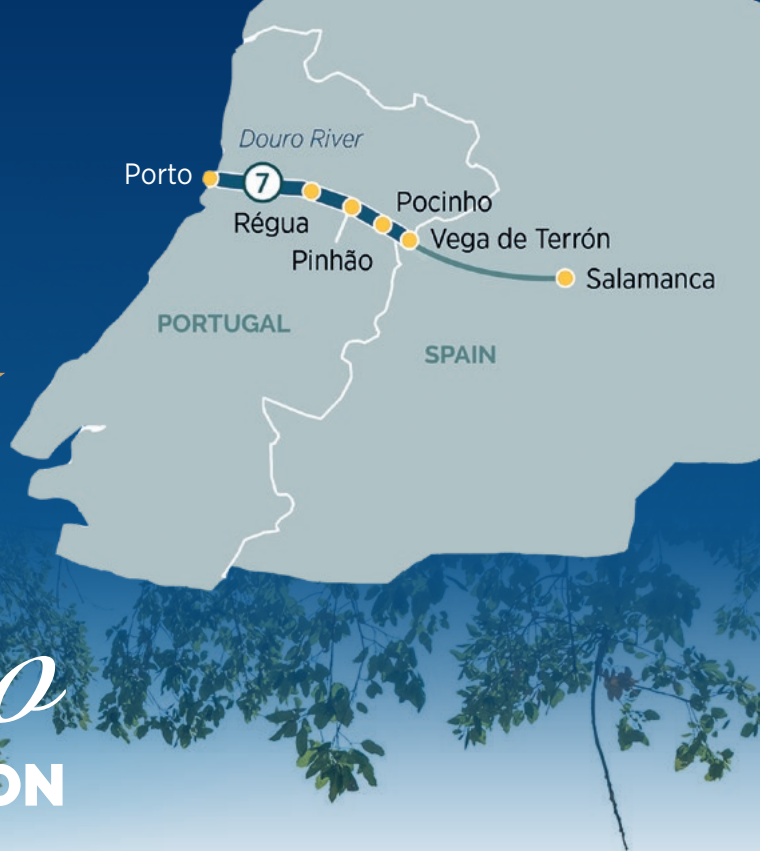 Douro River
Porto
7
Régua
Pocinho
Pinhão
Vega de Terrón
Salamanca
PORTUGAL
SPAIN
o
ON